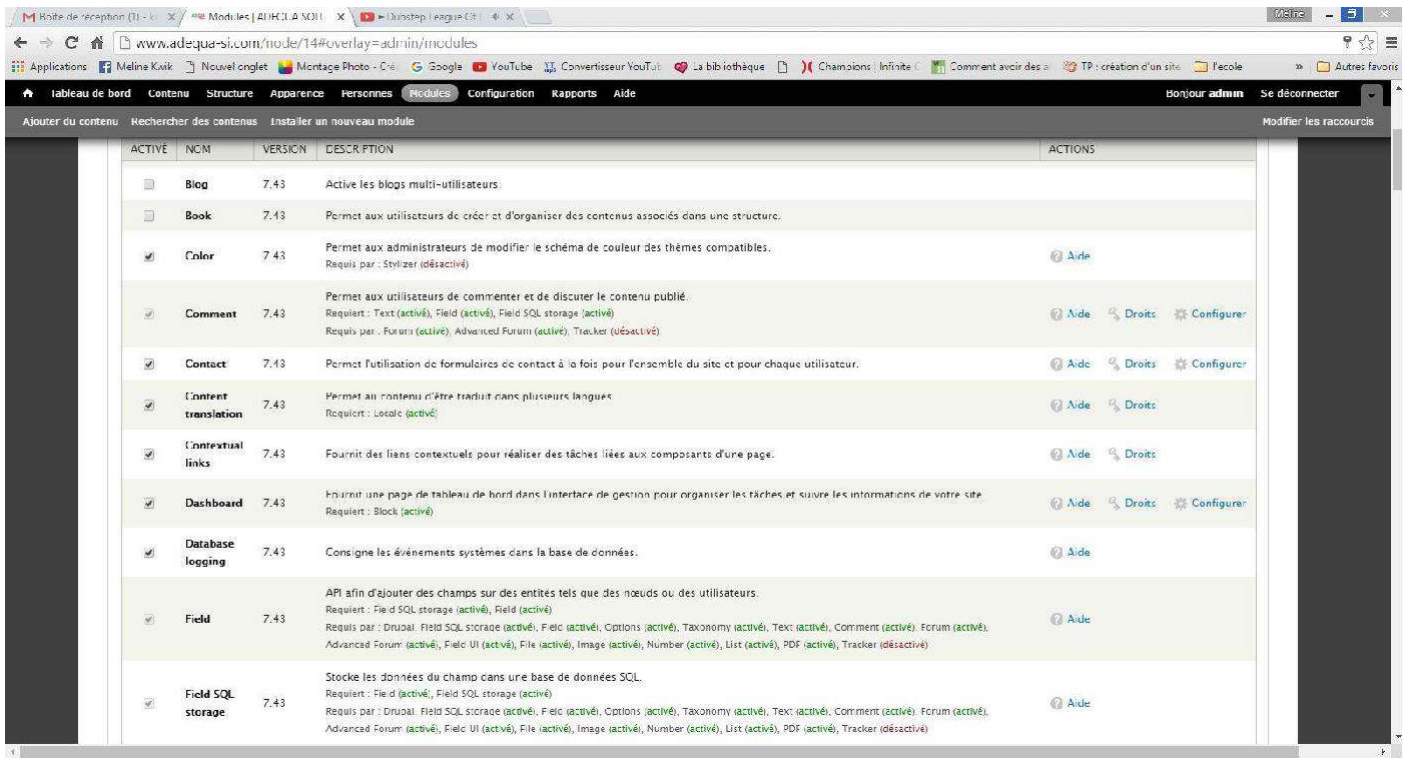 Boite de réception (1) - k
Modules | ADEQUA SOL
Dubstep League Of L
Meline
www.adequa-si.com/node/14#overlay=admin/modules
Applications Meline Kwik Nouvel onglet Montage Photo - Cré Google YouTube Convertisseur YouTub La bibliothèque Champions | Infinite C Comment avoir des a TP : création d'un site l'ecole » Autres favoris
Tableau de bord Contenu Structure Apparence Personnes Modules Configuration Rapports Aide Bonjour admin Se déconnecter
Ajouter du contenu Rechercher des contenus Installer un nouveau module Modifier les raccourcis
ACTIVÉ NOM VERSION DESCRIPTION ACTIONS
Blog 7.43 Active les blogs multi-utilisateurs.
Book 7.43 Permet aux utilisateurs de créer et d'organiser des contenus associés dans une structure.
Permet aux administrateurs de modifier le schéma de couleur des thèmes compatibles.
Color 7.43 Aide
Requis par : Stylizer (désactivé)
Permet aux utilisateurs de commenter et de discuter le contenu publié.
Comment 7.43 Requiert : Text (activé), Field (activé), Field SQL storage (activé) Aide Droits Configurer
Requis par : Forum (activé), Advanced Forum (activé), Tracker (désactivé)
Contact 7.43 Permet l'utilisation de formulaires de contact à la fois pour l'ensemble du site et pour chaque utilisateur. Aide Droits Configurer
Content translation 7.43 Permet au contenu d'être traduit dans plusieurs langues. Aide Droits
Requiert : Locale (activé)
Contextual links 7.43 Fournit des liens contextuels pour réaliser des tâches liées aux composants d'une page. Aide Droits
Dashboard 7.43 Fournit une page de tableau de bord dans l'interface de gestion pour organiser les tâches et suivre les informations de votre site. Aide Droits Configurer
Requiert : Block (activé)
Database logging 7.43 Consigne les événements systèmes dans la base de données. Aide
API afin d'ajouter des champs sur des entités tels que des nœuds ou des utilisateurs.
Requiert : Field SQL storage (activé), Field (activé)
Field 7.43 Aide
Requis par : Drupal, Field SQL storage (activé), Field (activé), Options (activé), Taxonomy (activé), Text (activé), Comment (activé), Forum (activé),
Advanced Forum (activé), Field UI (activé), File (activé), Image (activé), Number (activé), List (activé), PDF (activé), Tracker (désactivé)
Stocke les données du champ dans une base de données SQL.
Requiert : Field (activé), Field SQL storage (activé)
Field SQL storage 7.43 Aide
Requis par : Drupal, Field SQL storage (activé), Field (activé), Options (activé), Taxonomy (activé), Text (activé), Comment (activé), Forum (activé),
Advanced Forum (activé), Field UI (activé), File (activé), Image (activé), Number (activé), List (activé), PDF (activé), Tracker (désactivé)